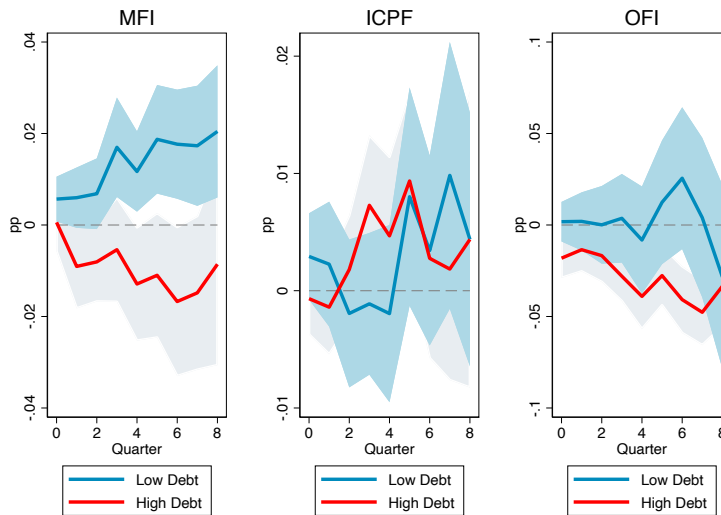 MFI
.04
.02
0
-.02
-.04
pp
0 2 4 6 8
Quarter
Low Debt
High Debt
ICPF
.02
.01
0
-.01
pp
0 2 4 6 8
Quarter
Low Debt
High Debt
OFI
.1
.05
0
-.05
-.1
pp
0 2 4 6 8
Quarter
Low Debt
High Debt